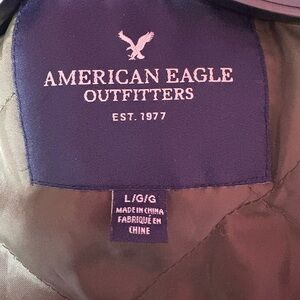 AMERICAN EAGLE
OUTFITTERS
EST. 1977
L/G/G
MADE IN CHINA
FABRIQUÉ EN
CHINE